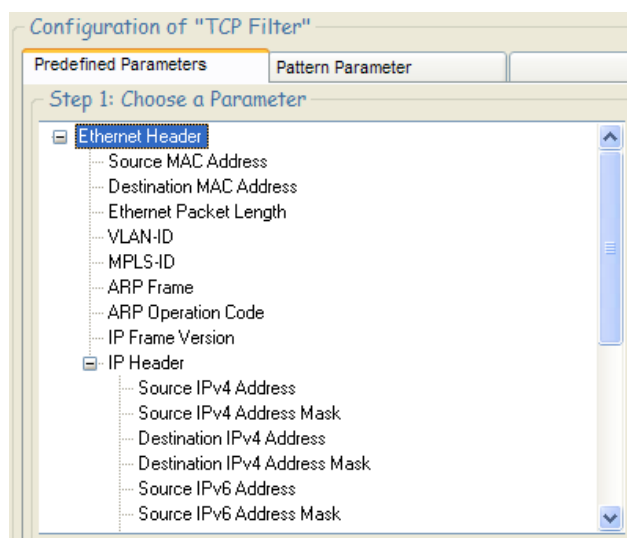 Configuration of "TCP Filter"
Predefined Parameters
Pattern Parameter
Step 1: Choose a Parameter
Ethernet Header
Source MAC Address
Destination MAC Address
Ethernet Packet Length
VLAN-ID
MPLS-ID
ARP Frame
ARP Operation Code
IP Frame Version
IP Header
Source IPv4 Address
Source IPv4 Address Mask
Destination IPv4 Address
Destination IPv4 Address Mask
Source IPv6 Address
Source IPv6 Address Mask